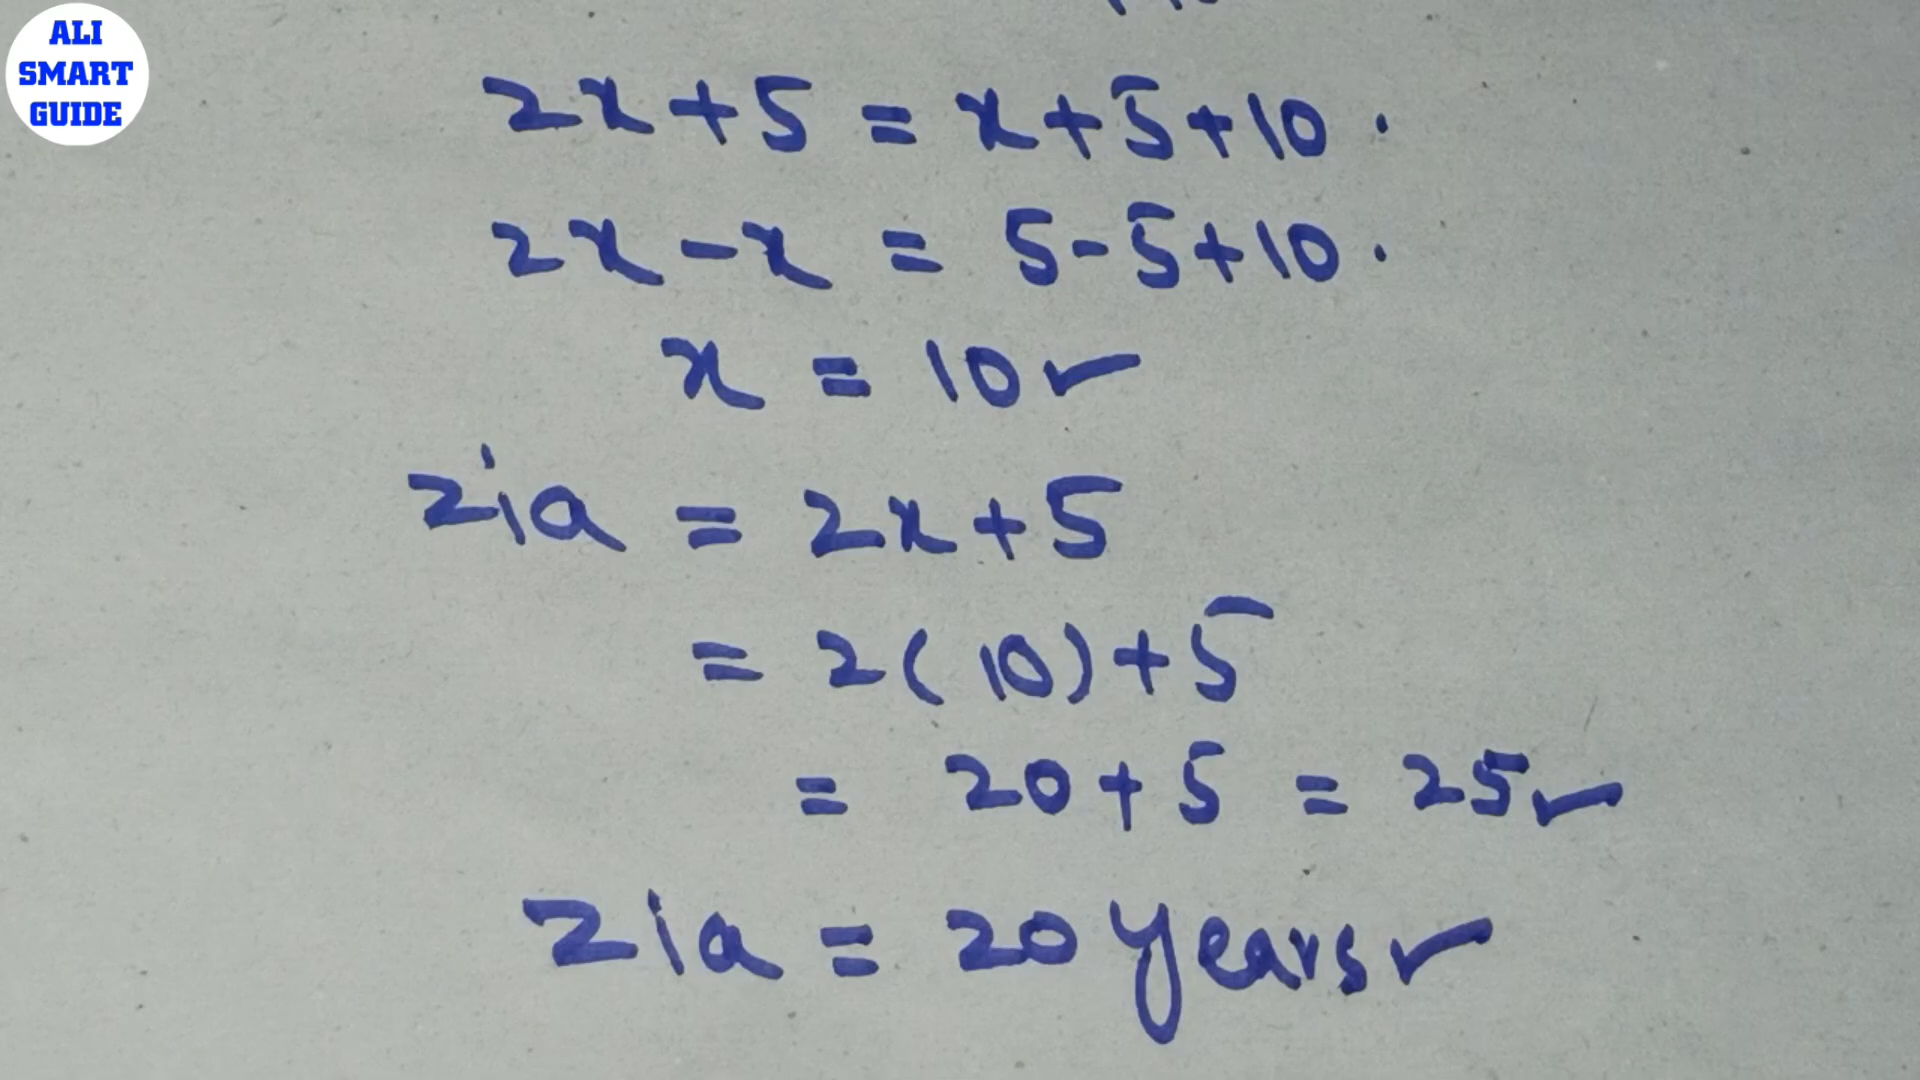 ALI
SMART
GUIDE
2x+5 = x+5+10.
2x-x = 5-5+10.
x = 10✓
Zia = 2x+5
= 2(10)+5
= 20+5 = 25✓
Zia = 20 years✓